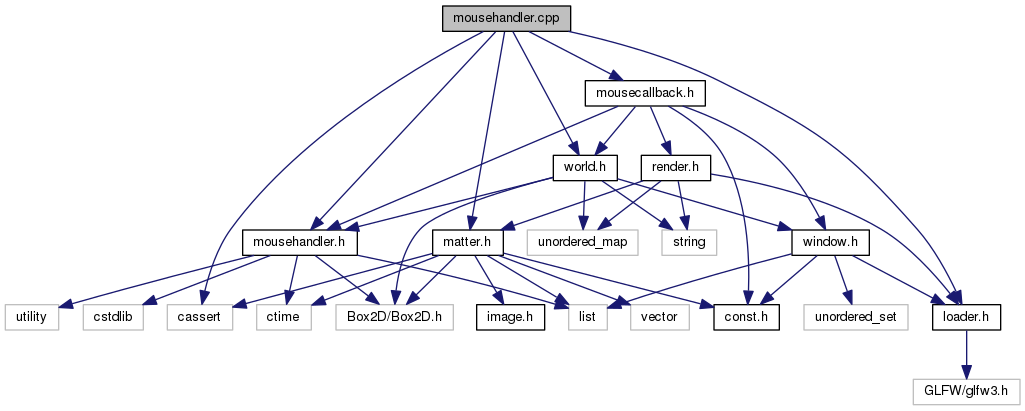 mousehandler.cpp
mousecallback.h
world.h
render.h
mousehandler.h
matter.h
unordered_map
string
window.h
utility
cstdlib
cassert
ctime
Box2D/Box2D.h
image.h
list
vector
const.h
unordered_set
loader.h
GLFW/glfw3.h